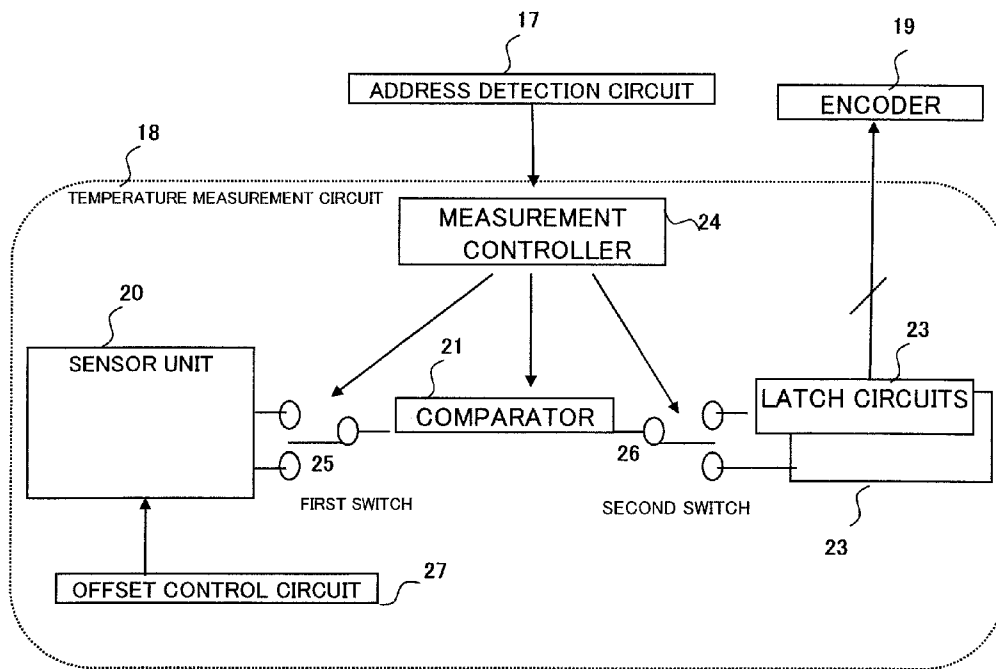 17
ADDRESS DETECTION CIRCUIT
19
ENCODER
18
TEMPERATURE MEASUREMENT CIRCUIT
MEASUREMENT
CONTROLLER
24
20
SENSOR UNIT
21
COMPARATOR
23
LATCH CIRCUITS
25
26
FIRST SWITCH
SECOND SWITCH
23
OFFSET CONTROL CIRCUIT
27